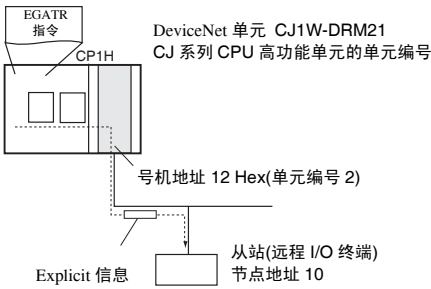 EGATR
指令
DeviceNet 单元 CJ1W-DRM21
CJ 系列 CPU 高功能单元的单元编号
CP1H
号机地址 12 Hex(单元编号 2)
从站(远程 I/O 终端)
节点地址 10
Explicit 信息